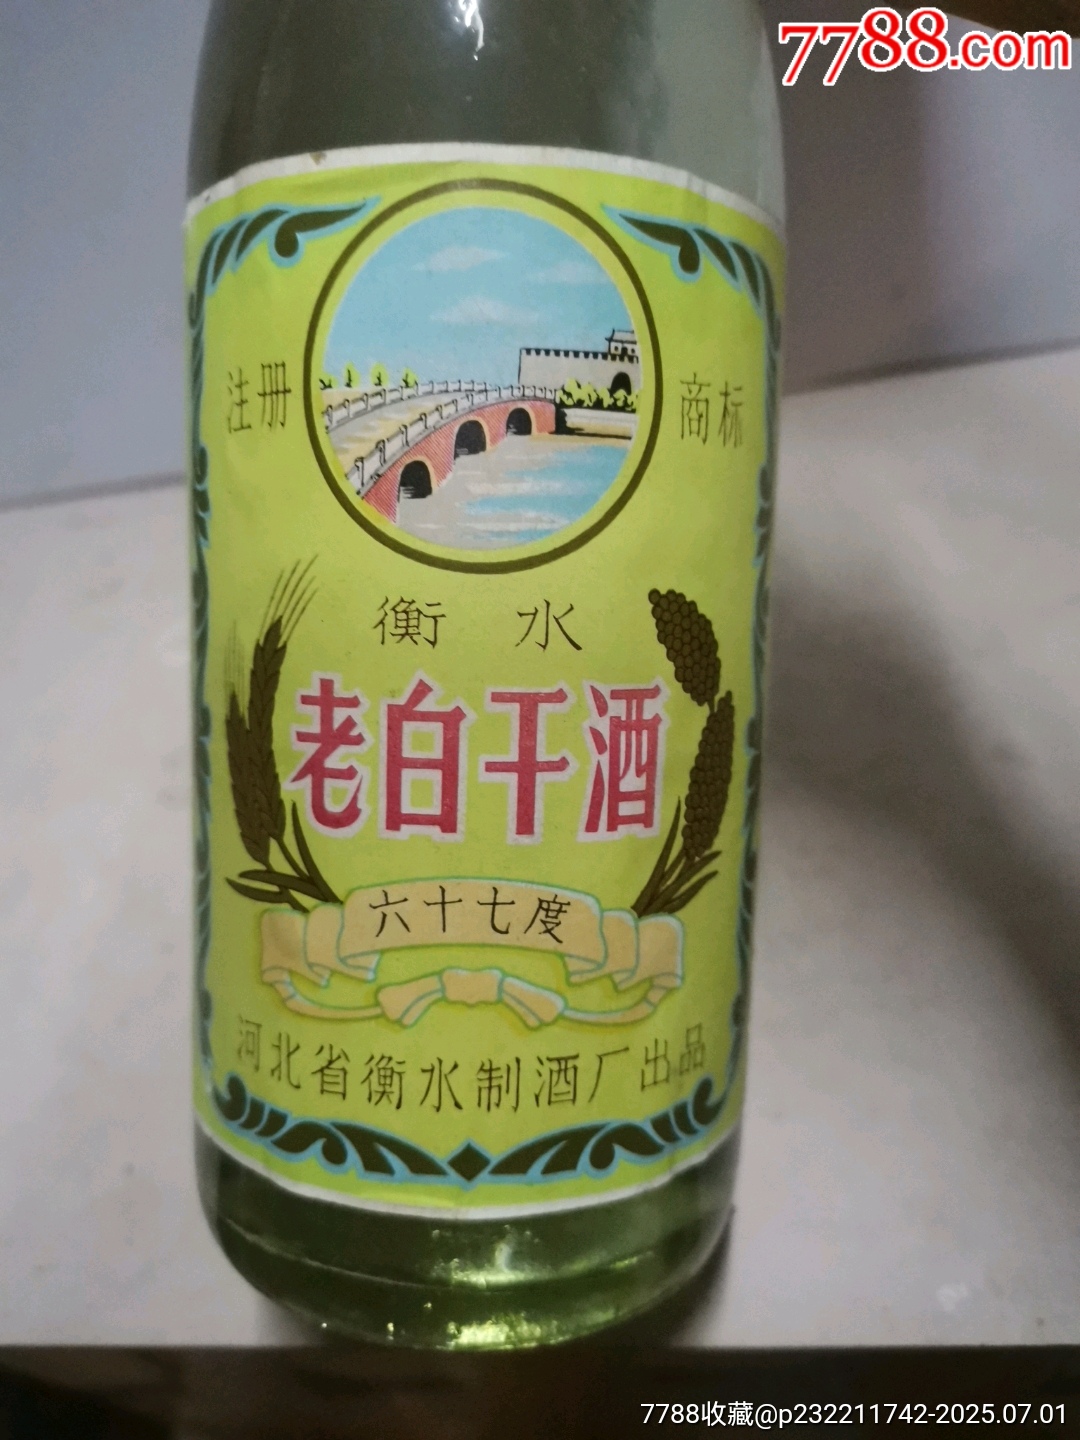 7788.com
注册 商标
衡水
老白干酒
六十七度
河北省衡水制酒厂出品
7788收藏@p232211742-2025.07.01